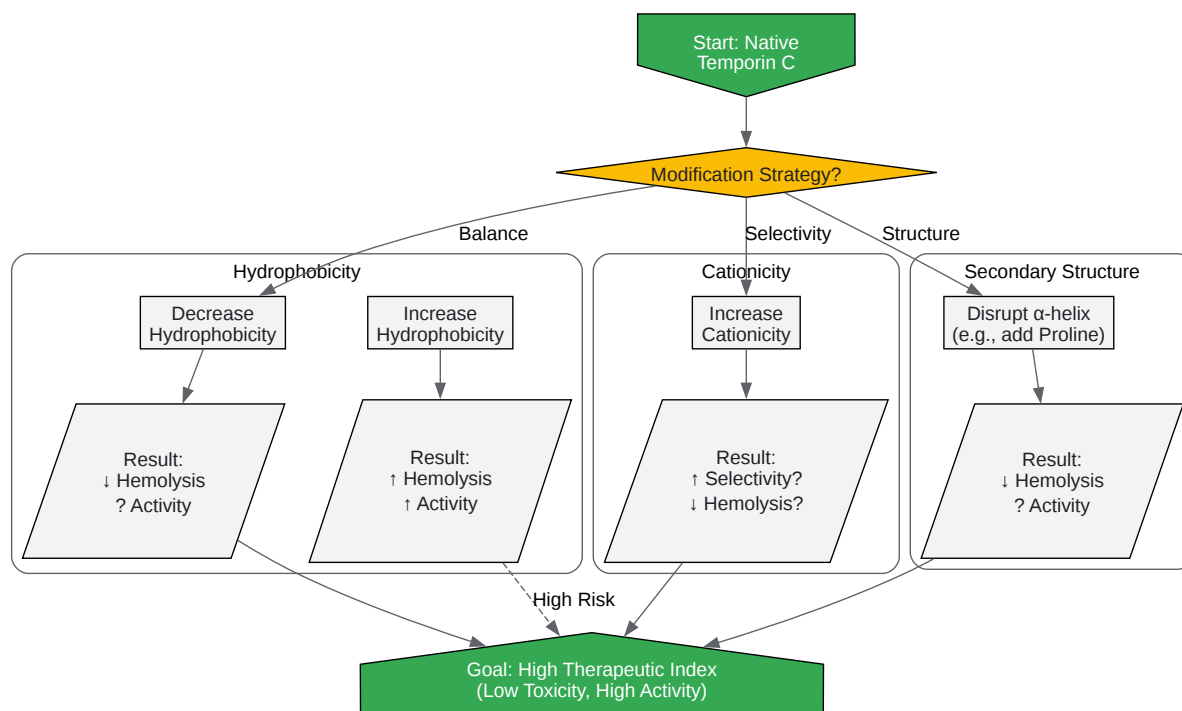 Start: Native
Temporin C
Modification Strategy?
Balance
Selectivity
Structure
Hydrophobicity
Cationicity
Secondary Structure
Decrease
Hydrophobicity
Increase
Hydrophobicity
Increase
Cationicity
Disrupt α-helix
(e.g., add Proline)
Result:
↓ Hemolysis
? Activity
Result:
↑ Hemolysis
↑ Activity
Result:
↑ Selectivity?
↓ Hemolysis?
Result:
↓ Hemolysis
? Activity
High Risk
Goal: High Therapeutic Index
(Low Toxicity, High Activity)